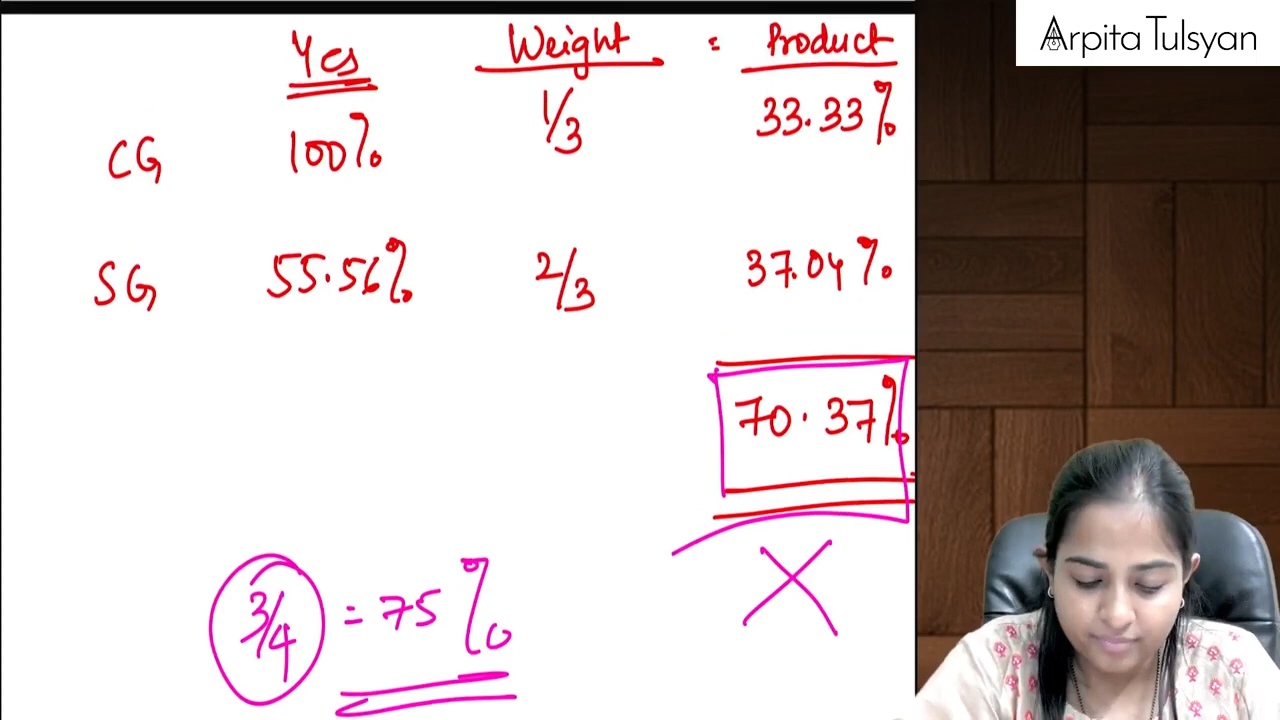 Arpita Tulsyan
Yes Weight = Product
CG 100% 1/3 33.33%
SG 55.56% 2/3 37.04%
70.37%
3/4 = 75%